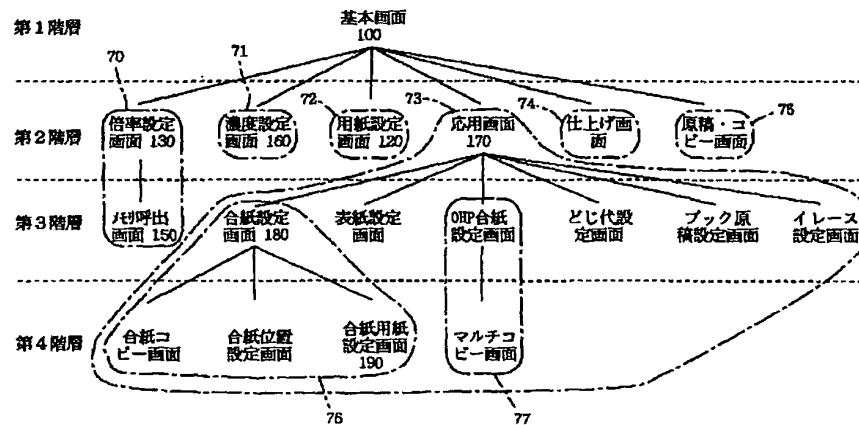 第1階層
基本画面
100
70
71
72
73
74
75
第2階層
倍率設定
画面 130
濃度設定
画面 160
用紙設定
画面 120
応用画面
170
仕上げ画
面
原稿・コ
ピー画面
第3階層
ﾒﾓﾘ呼出
画面 150
合紙設定
画面 180
表紙設定
画面
OHP合紙
設定画面
どじ代設
定画面
ブック原
稿設定画面
イレース
設定画面
第4階層
合紙コ
ピー画面
合紙位置
設定画面
合紙用紙
設定画面
190
マルチコ
ピー画面
76
77